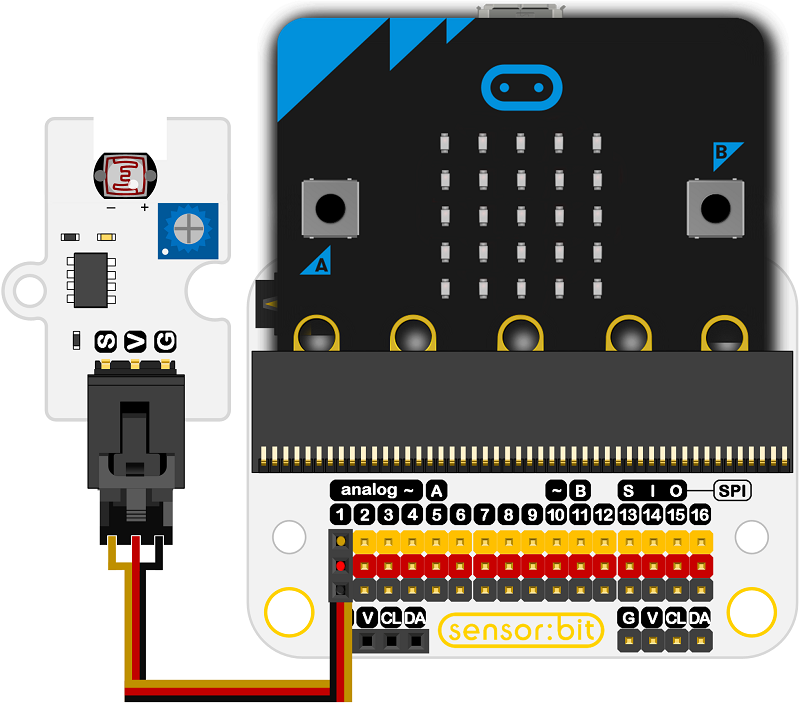 B
A
− +
S V G
analog ~ A ~ B S I O SPI
1 2 3 4 5 6 7 8 9 10 11 12 13 14 15 16
V CL DA
sensor:bit
G V CL DA